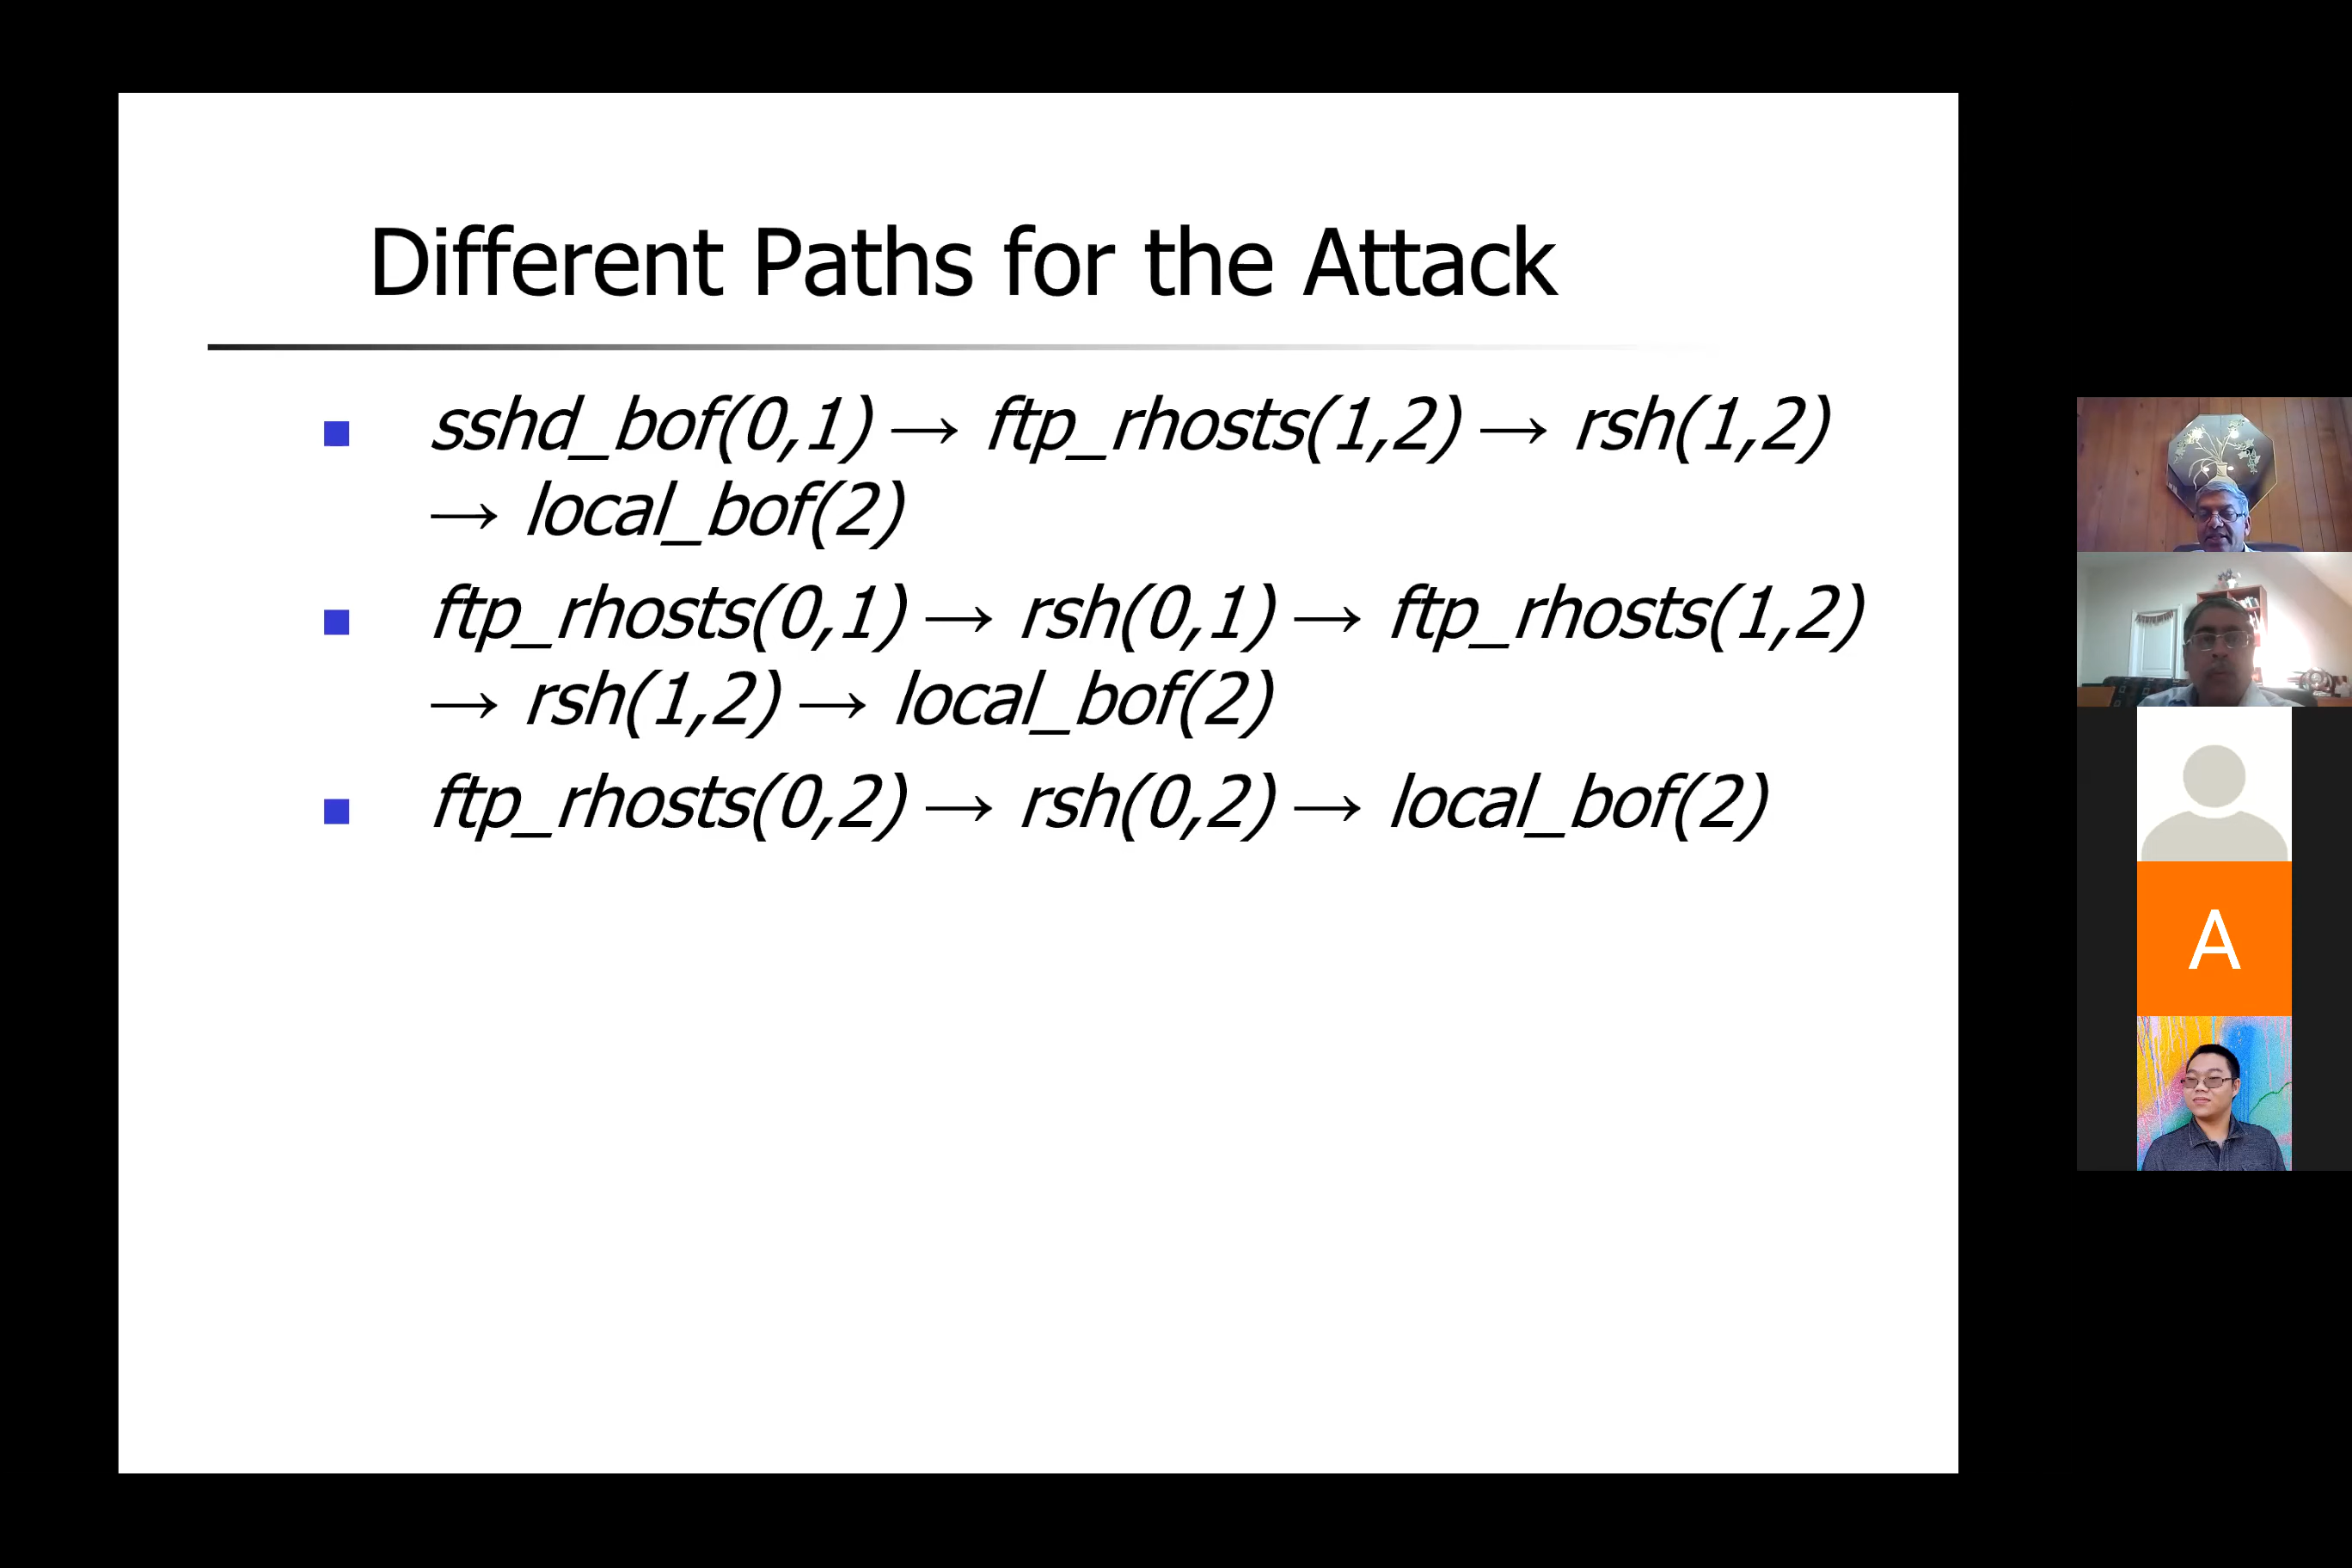 Different Paths for the Attack
sshd_bof(0,1) → ftp_rhosts(1,2) → rsh(1,2)
→ local_bof(2)
ftp_rhosts(0,1) → rsh(0,1) → ftp_rhosts(1,2)
→ rsh(1,2) → local_bof(2)
ftp_rhosts(0,2) → rsh(0,2) → local_bof(2)
A